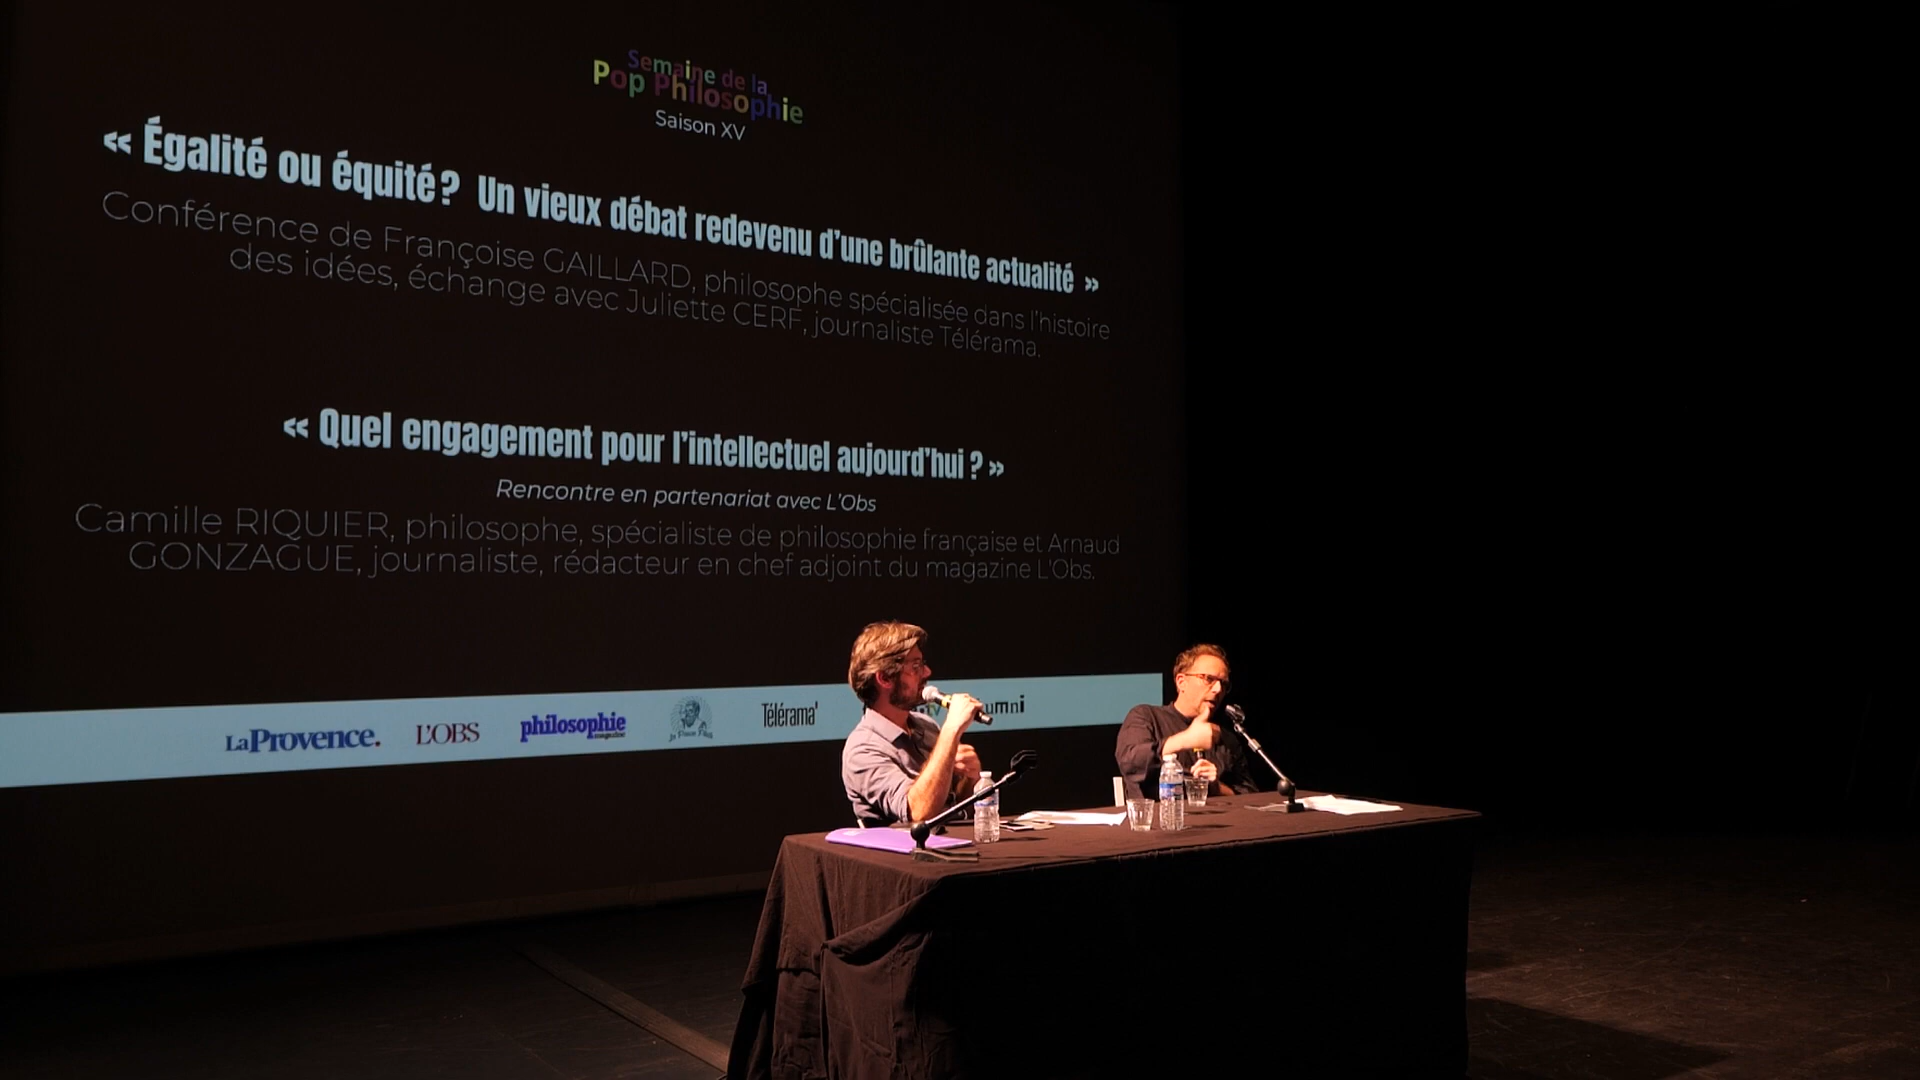 Semaine de la
Pop Philosophie
Saison XV
« Égalité ou équité ? Un vieux débat redevenu d'une brûlante actualité »
Conférence de Françoise GAILLARD, philosophe spécialisée dans l'histoire
des idées, échange avec Juliette CERF, journaliste Télérama.
« Quel engagement pour l'intellectuel aujourd'hui ? »
Rencontre en partenariat avec L'Obs
Camille RIQUIER, philosophe, spécialiste de philosophie française et Arnaud
GONZAGUE, journaliste, rédacteur en chef adjoint du magazine L'Obs.
La Provence. L'OBS philosophie magazine Télérama'